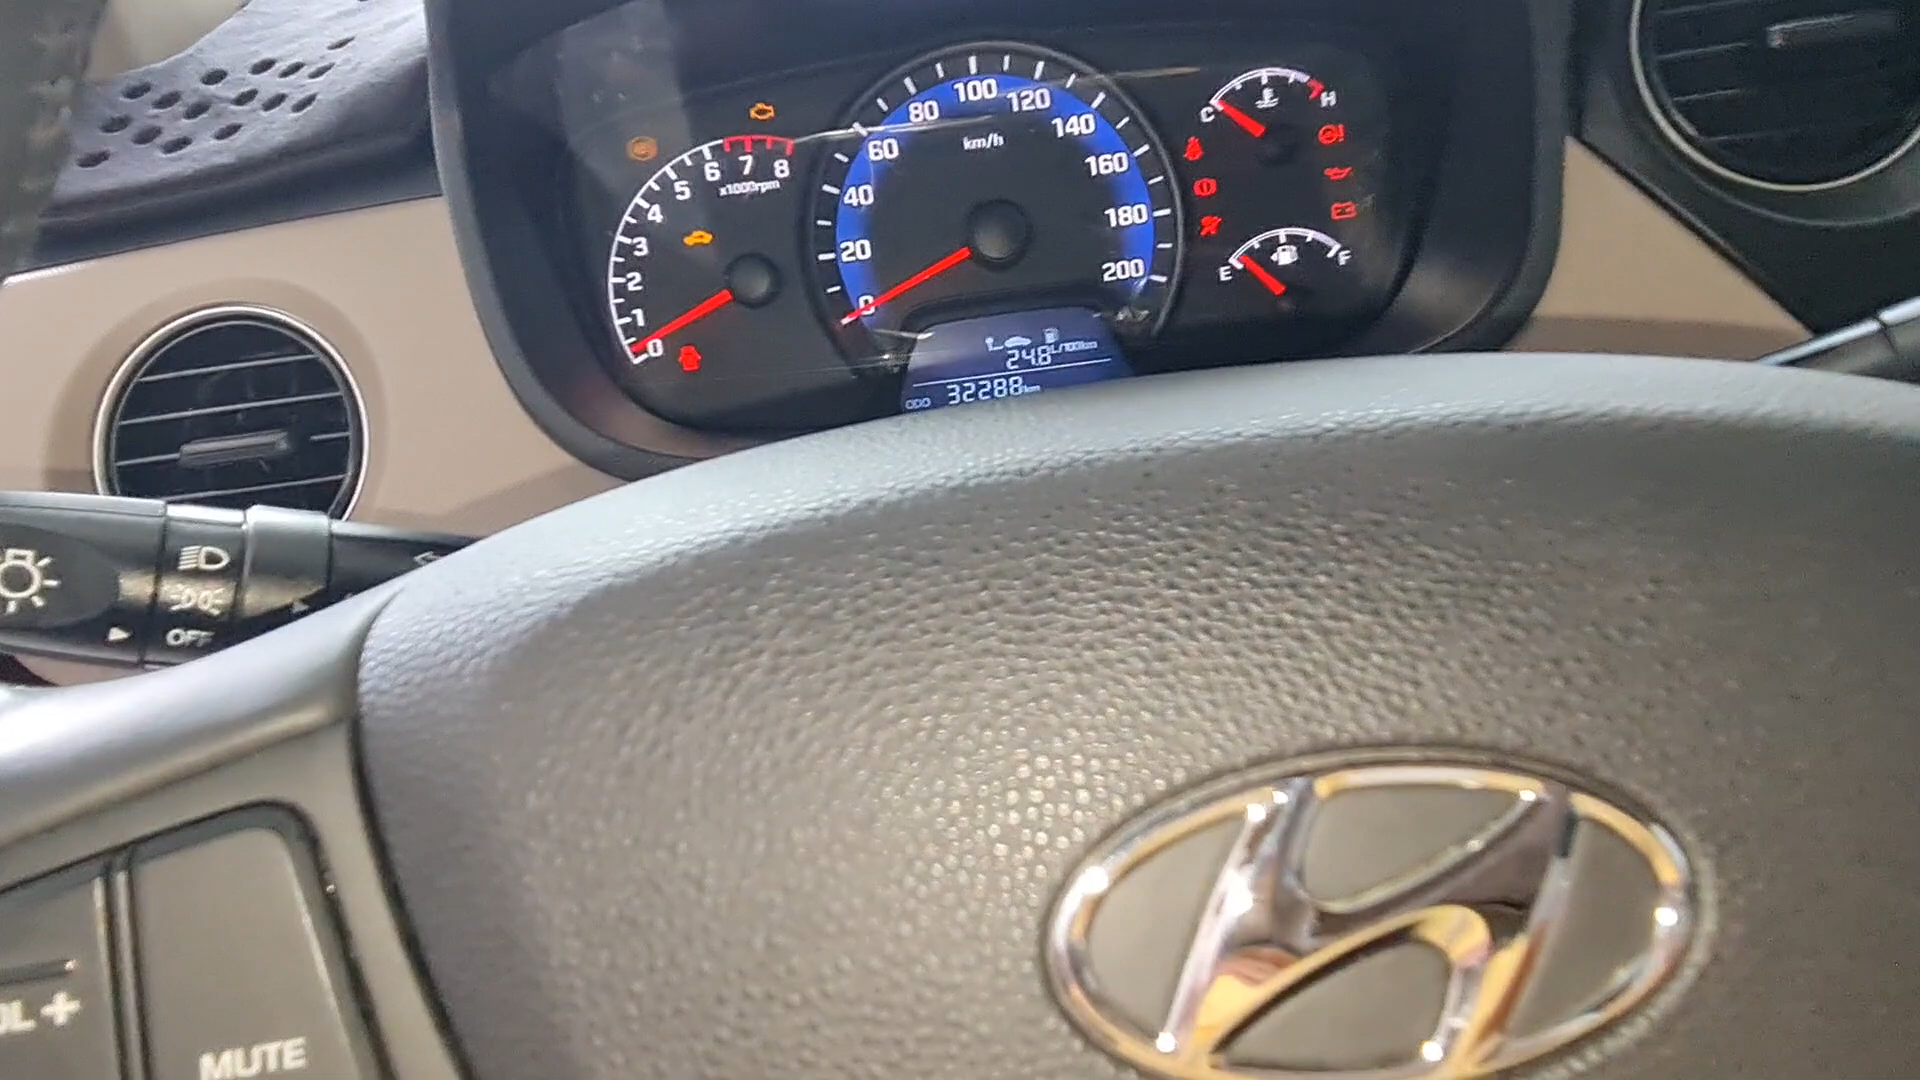 0 1 2 3 4 5 6 7 8
x1000rpm
0 20 40 60 80 100 120 140 160 180 200
km/h
C H
E F
24.8 L/100km
ODO 32288 km
OFF
OL +
MUTE